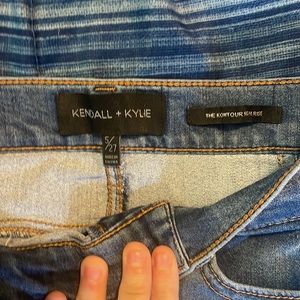 KENDALL + KYLIE
THE KONTOUR HIGH RISE
5/27